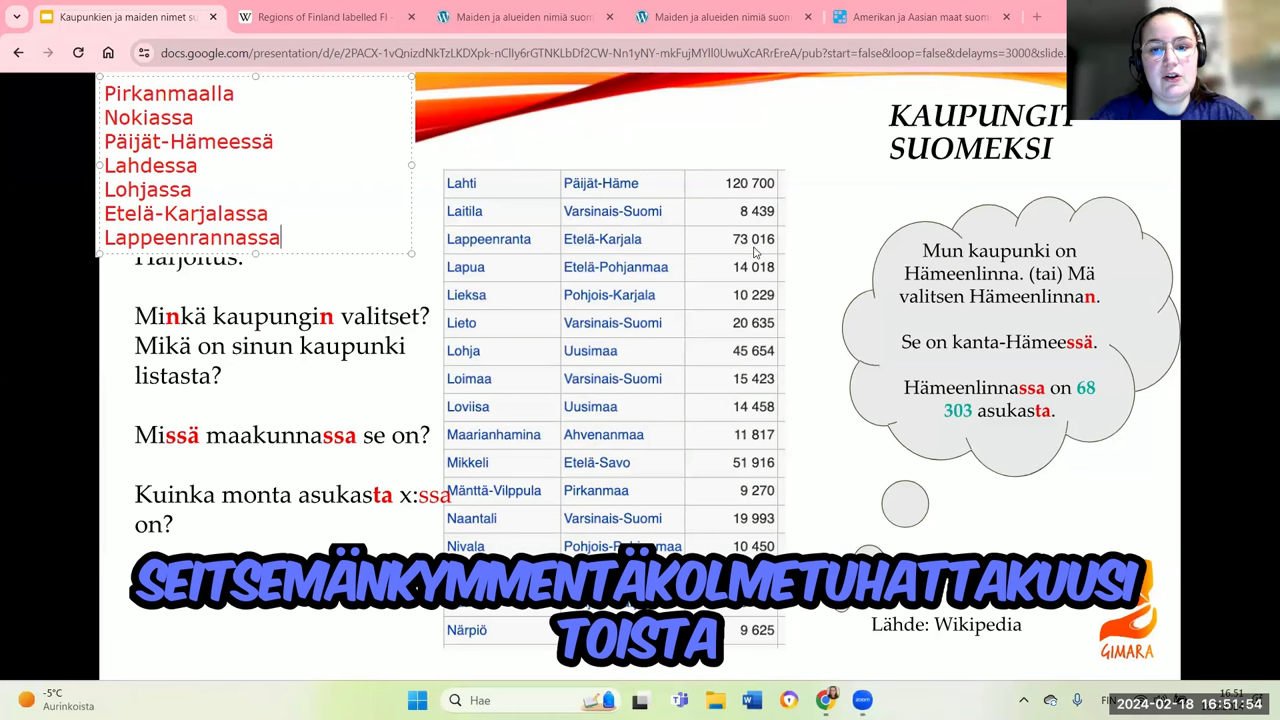 Kaupunkien ja maiden nimet s
Regions of Finland labelled FI -
Maiden ja alueiden nimiä suom
Maiden ja alueiden nimiä suom
Amerikan ja Aasian maat suom
docs.google.com/presentation/d/e/2PACX-1vQnizdNkTzTKDXbwk_Clly6rGTNKLbDf2CW-Nn1yNY-mkFujMYll0UwuXcARrEreA/pub?start=false&loop=false&delayms=3000&slide.
Pirkanmaalla
Nokiassa
Päijät-Hämeessä
Lahdessa
Lohjassa
Etelä-Karjalassa
Lappeenrannassa
Harjoitus:
Minkä kaupungin valitset?
Mikä on sinun kaupunki
listasta?
Missä maakunnassa se on?
Kuinka monta asukasta x:ssa
on?
Lahti Päijät-Häme 120 700
Laitila Varsinais-Suomi 8 439
Lappeenranta Etelä-Karjala 73 016
Lapua Etelä-Pohjanmaa 14 018
Lieksa Pohjois-Karjala 10 229
Lieto Varsinais-Suomi 20 635
Lohja Uusimaa 45 654
Loimaa Varsinais-Suomi 15 423
Loviisa Uusimaa 14 458
Maarianhamina Ahvenanmaa 11 817
Mikkeli Etelä-Savo 51 916
Mänttä-Vilppula Pirkanmaa 9 270
Naantali Varsinais-Suomi 19 993
Nivala Pohjois-Pohjanmaa 10 450
Närpiö 9 625
KAUPUNGIT
SUOMEKSI
Mun kaupunki on
Hämeenlinna. (tai) Mä
valitsen Hämeenlinnan.
Se on kanta-Hämeessä.
Hämeenlinnassa on 68
303 asukasta.
SEITSEMÄNKYMMENTÄKOLMETUHATTAKUUSI
TOISTA
Lähde: Wikipedia
GIMARA
-5°C
Aurinkoista
Hae
FIN
16.51
2024-02-18 16:51:54